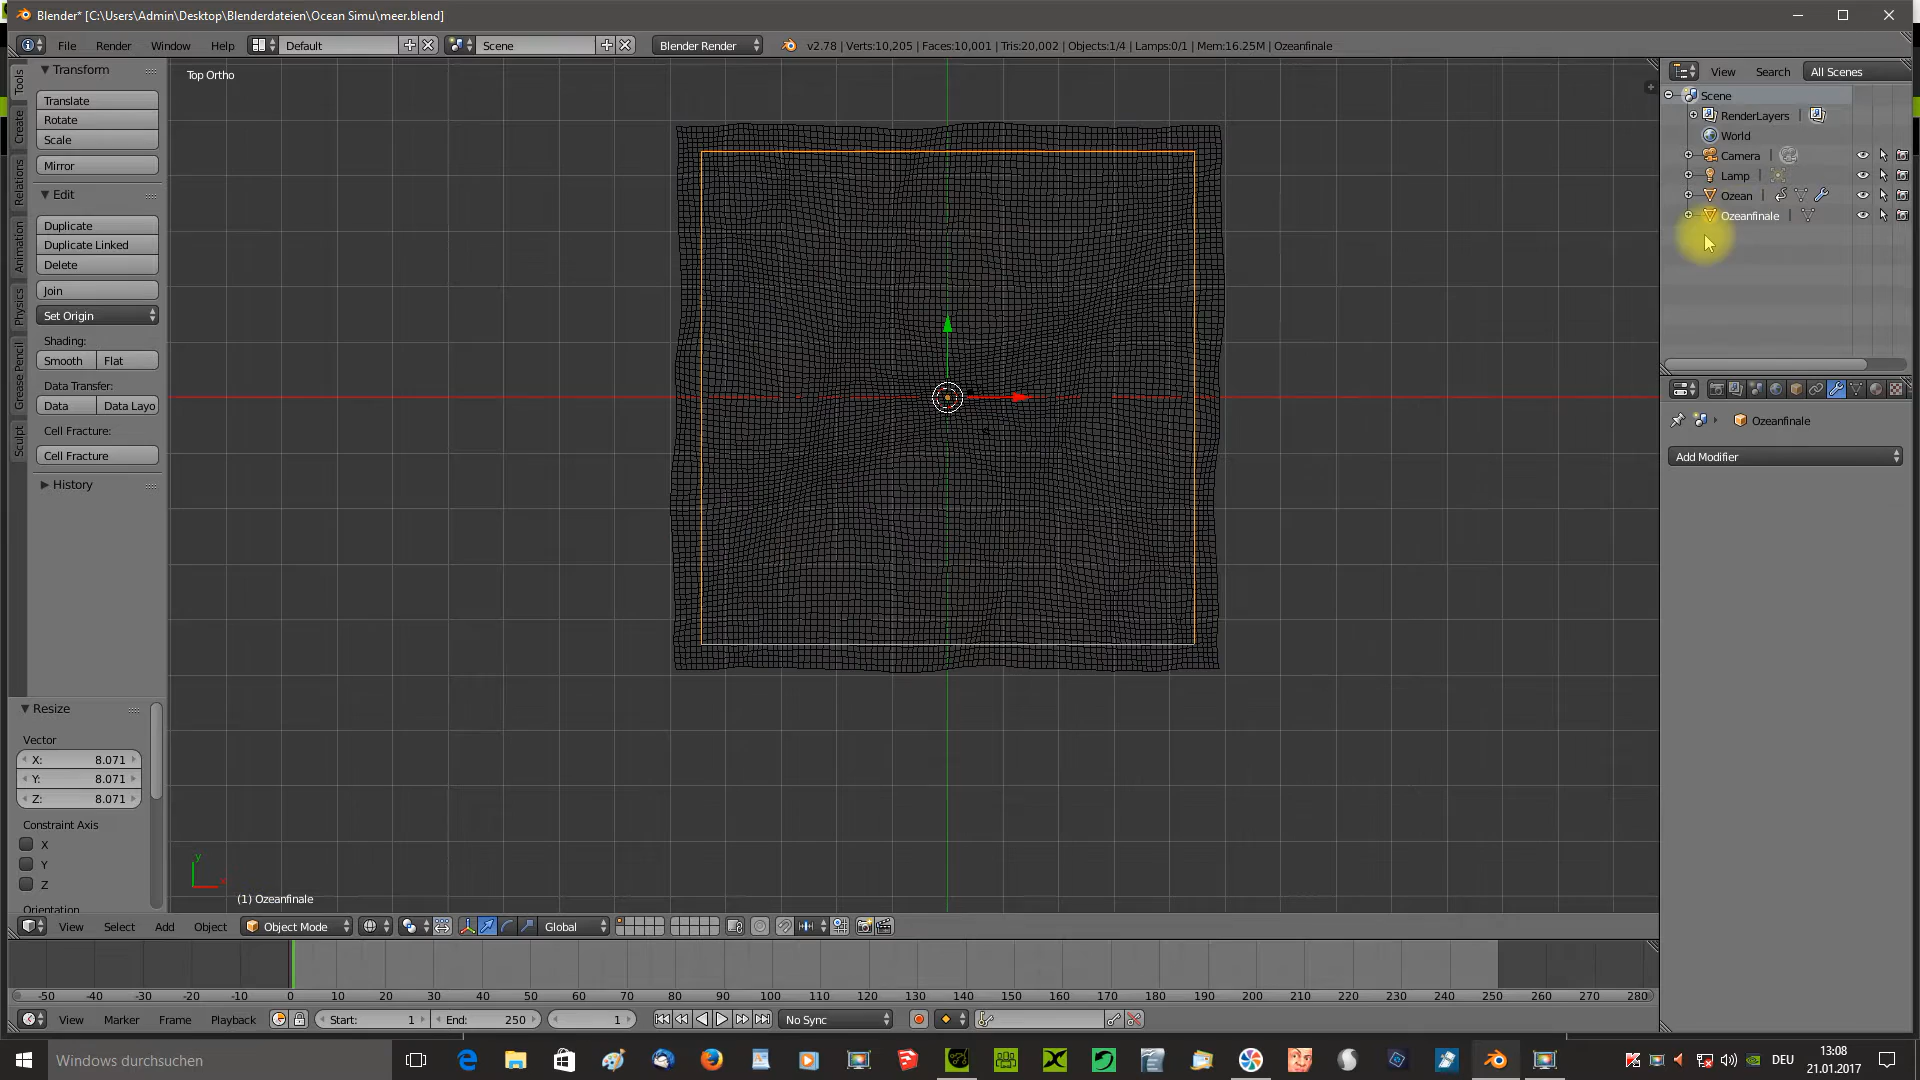 Blender* [C:\Users\Admin\Desktop\Blenderdateien\Ocean Simu\meer.blend]
File Render Window Help Default Scene Blender Render v2.78 | Verts:10,205 | Faces:10,001 | Tris:20,002 | Objects:1/4 | Lamps:0/1 | Mem:16.25M | Ozeanfinale
Tools
Create
Relations
Animation
Physics
Grease Pencil
Sculpt
Transform
Translate
Rotate
Scale
Mirror
Edit
Duplicate
Duplicate Linked
Delete
Join
Set Origin
Shading:
Smooth Flat
Data Transfer:
Data Data Layo
Cell Fracture:
Cell Fracture
History
Resize
Vector
X: 8.071
Y: 8.071
Z: 8.071
Constraint Axis
X
Y
Z
Orientation
Top Ortho
y
x
(1) Ozeanfinale
View Search All Scenes
Scene
RenderLayers
World
Camera
Lamp
Ozean
Ozeanfinale
Ozeanfinale
Add Modifier
View Select Add Object Object Mode Global
-50 -40 -30 -20 -10 0 10 20 30 40 50 60 70 80 90 100 110 120 130 140 150 160 170 180 190 200 210 220 230 240 250 260 270 280
View Marker Frame Playback Start: 1 End: 250 1 No Sync
Windows durchsuchen
DEU
13:08
21.01.2017